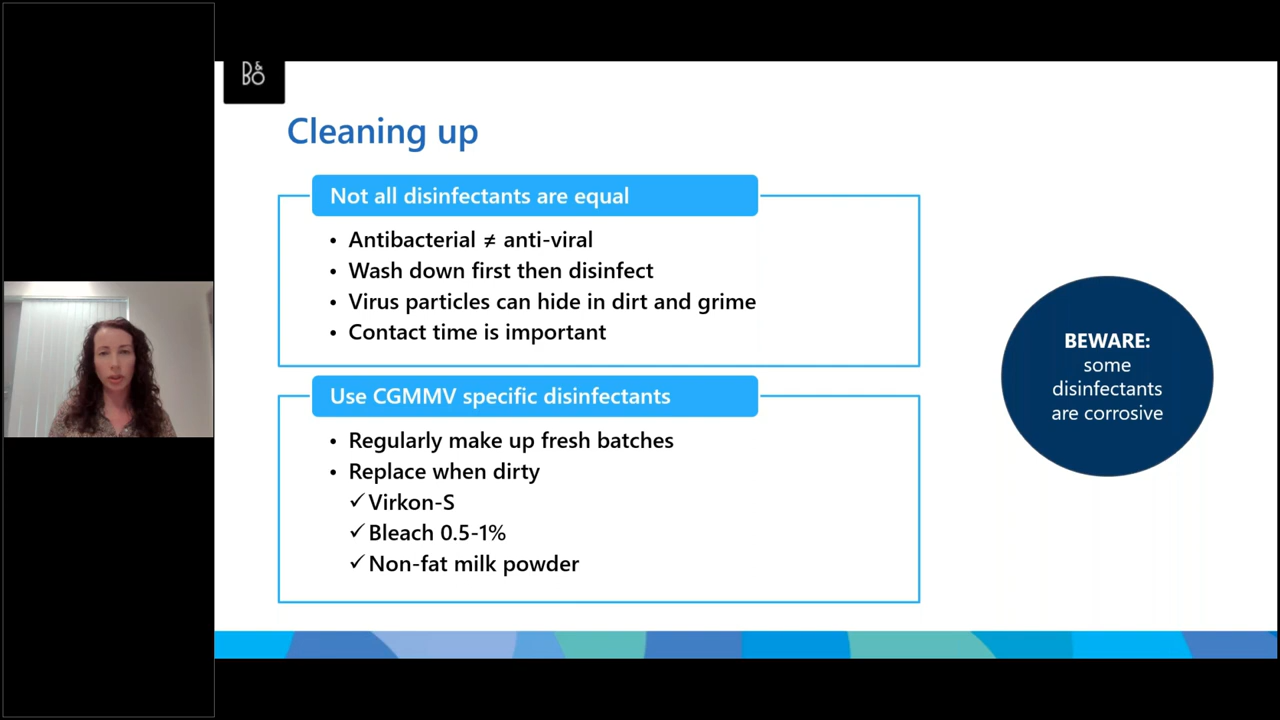 B&
BO
Cleaning up
Not all disinfectants are equal
• Antibacterial ≠ anti-viral
• Wash down first then disinfect
• Virus particles can hide in dirt and grime
• Contact time is important
Use CGMMV specific disinfectants
• Regularly make up fresh batches
• Replace when dirty
✓ Virkon-S
✓ Bleach 0.5-1%
✓ Non-fat milk powder
BEWARE:
some
disinfectants
are corrosive